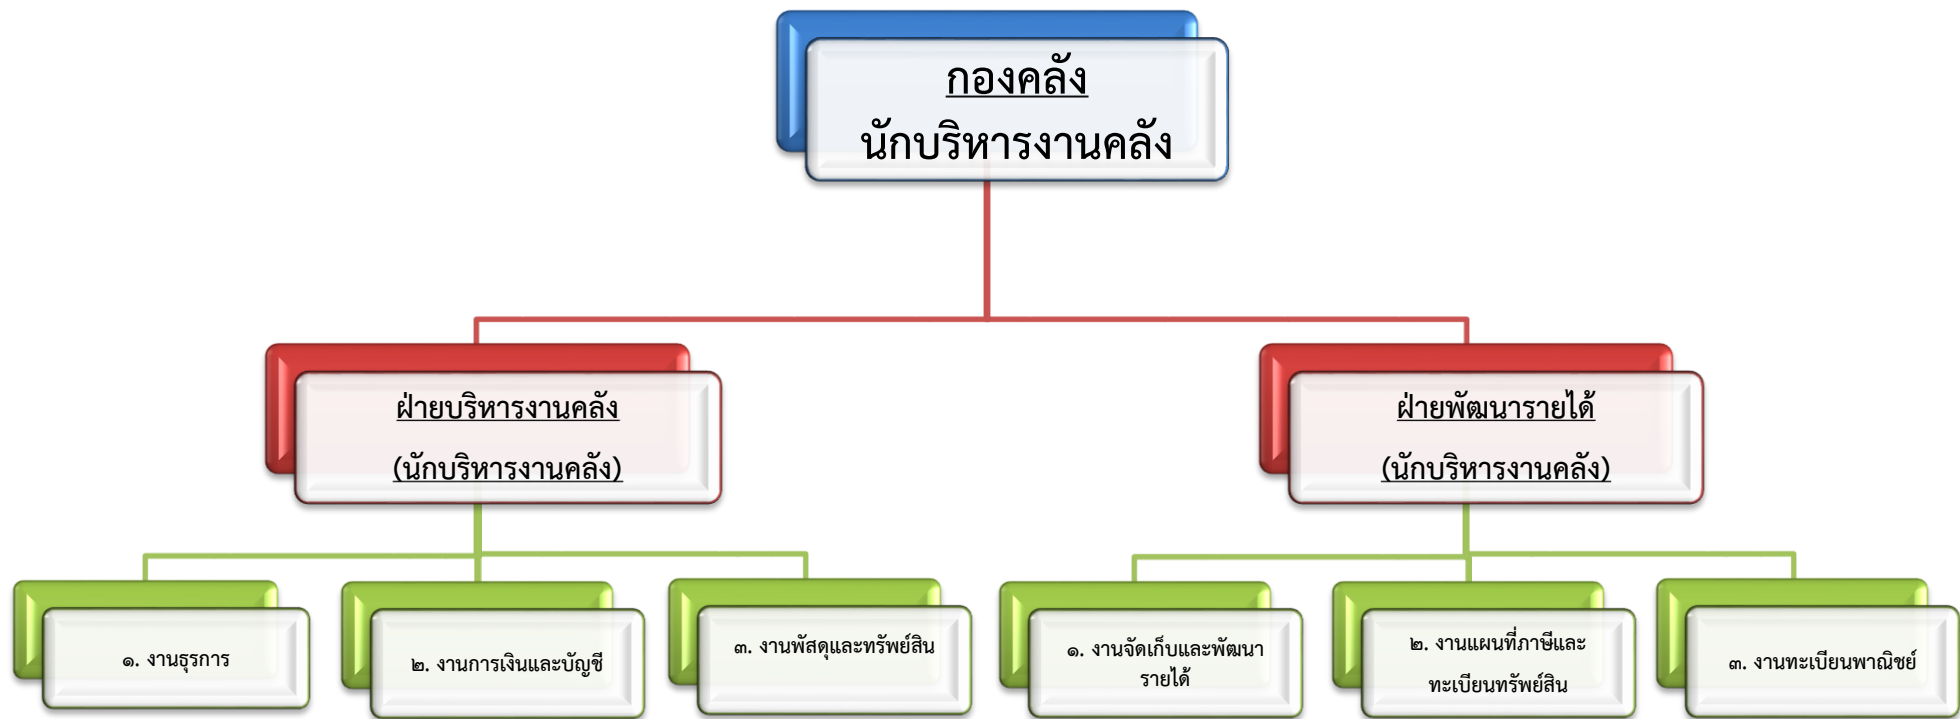 กองคลัง
นักบริหารงานคลัง
ฝ่ายบริหารงานคลัง
(นักบริหารงานคลัง)
ฝ่ายพัฒนารายได้
(นักบริหารงานคลัง)
๑. งานธุรการ
๒. งานการเงินและบัญชี
๓. งานพัสดุและทรัพย์สิน
๑. งานจัดเก็บและพัฒนา
รายได้
๒. งานแผนที่ภาษีและ
ทะเบียนทรัพย์สิน
๓. งานทะเบียนพาณิชย์